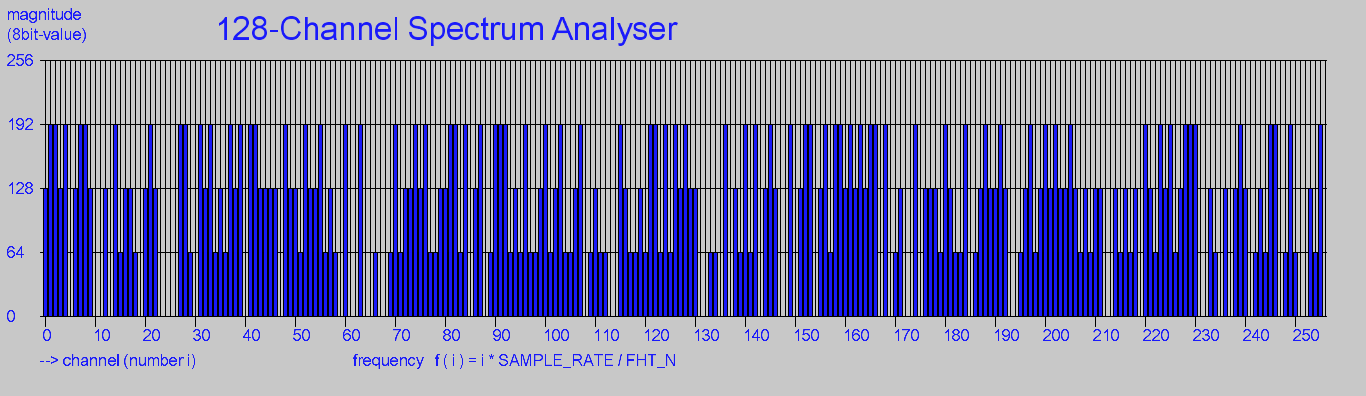 magnitude
(8bit-value)
128-Channel Spectrum Analyser
256
192
128
64
0
0 10 20 30 40 50 60 70 80 90 100 110 120 130 140 150 160 170 180 190 200 210 220 230 240 250
--> channel (number i)
frequency f ( i ) = i * SAMPLE_RATE / FHT_N